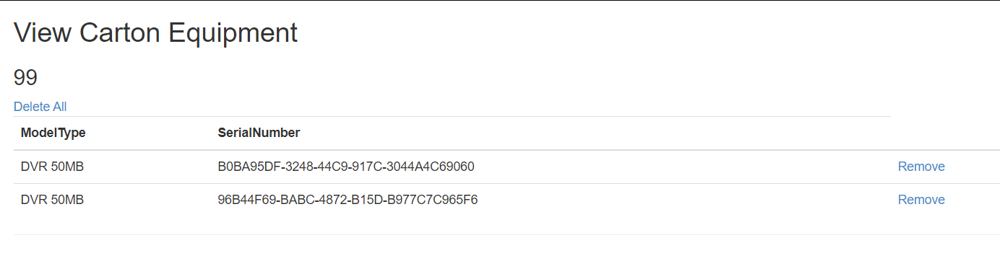 View Carton Equipment
99
Delete All
ModelType SerialNumber
DVR 50MB B0BA95DF-3248-44C9-917C-3044A4C69060 Remove
DVR 50MB 96B44F69-BABC-4872-B15D-B977C7C965F6 Remove